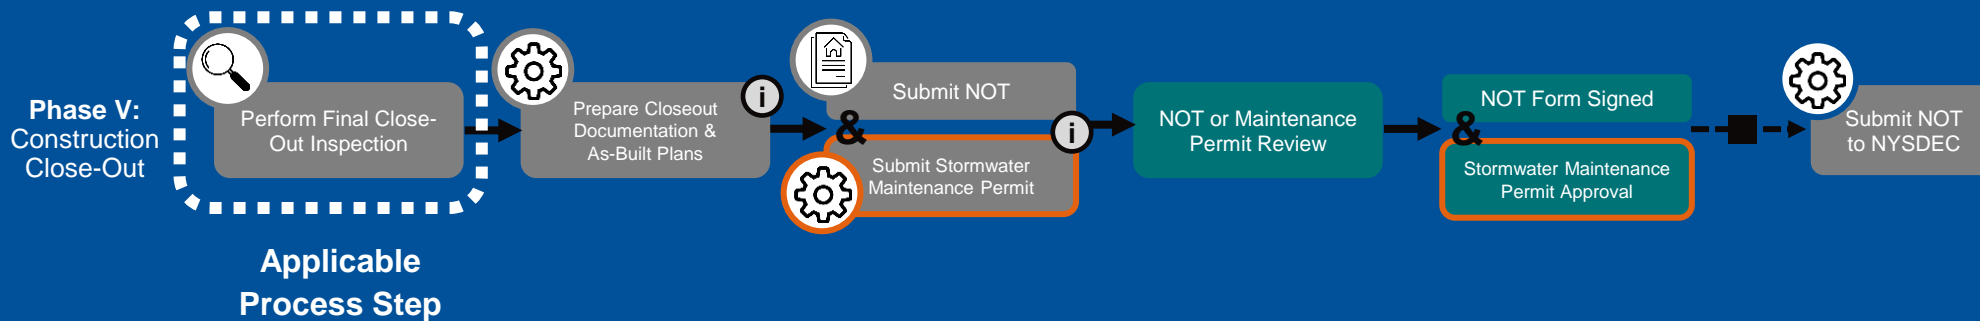 Phase V:
Construction
Close-Out
Perform Final Close-
Out Inspection
Applicable
Process Step
Prepare Closeout
Documentation &
As-Built Plans
i
Submit NOT
&
Submit Stormwater
Maintenance Permit
i
NOT or Maintenance
Permit Review
NOT Form Signed
&
Stormwater Maintenance
Permit Approval
Submit NOT
to NYSDEC